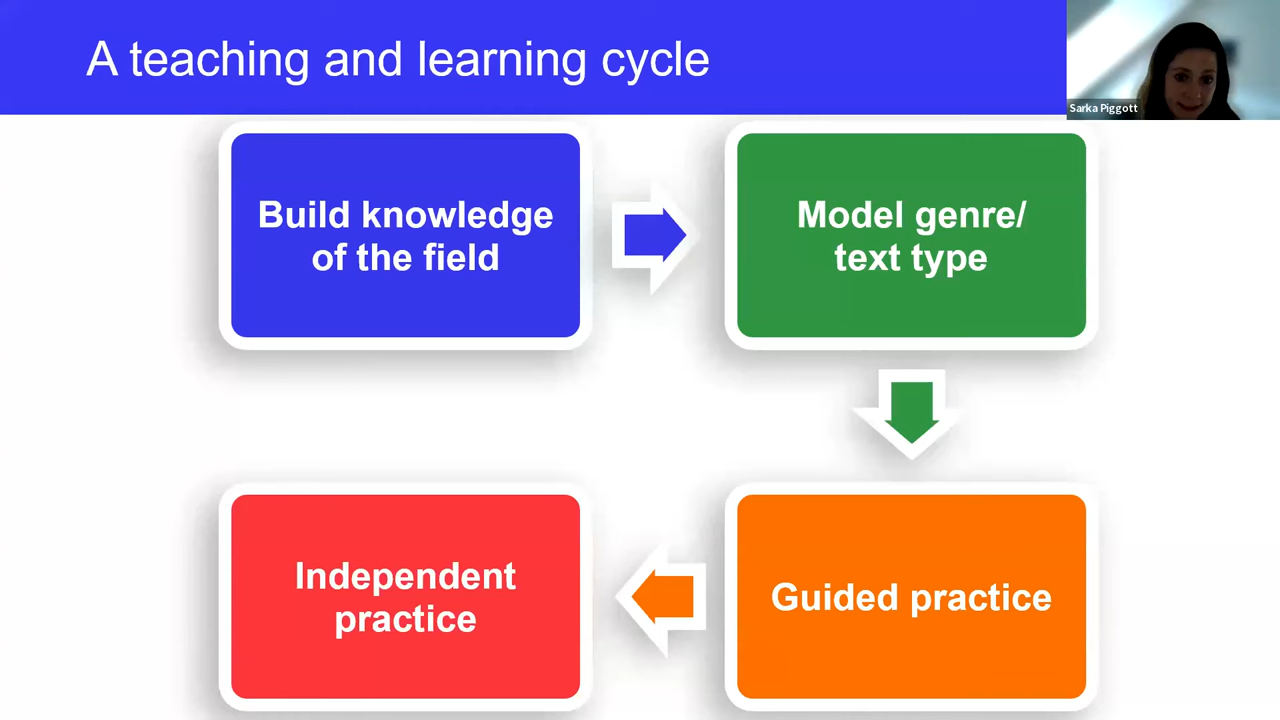 A teaching and learning cycle
Sarka Piggott
Build knowledge
of the field
Model genre/
text type
Guided practice
Independent
practice